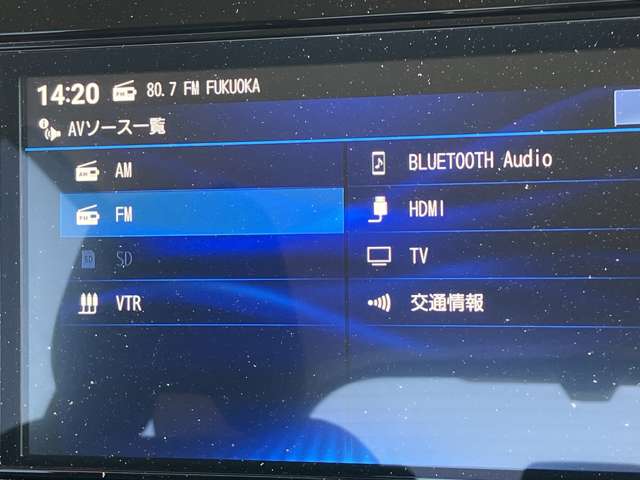 14:20 80.7 FM FUKUOKA
AVソース一覧
AM
FM
SD
VTR
BLUETOOTH Audio
HDMI
TV
交通情報